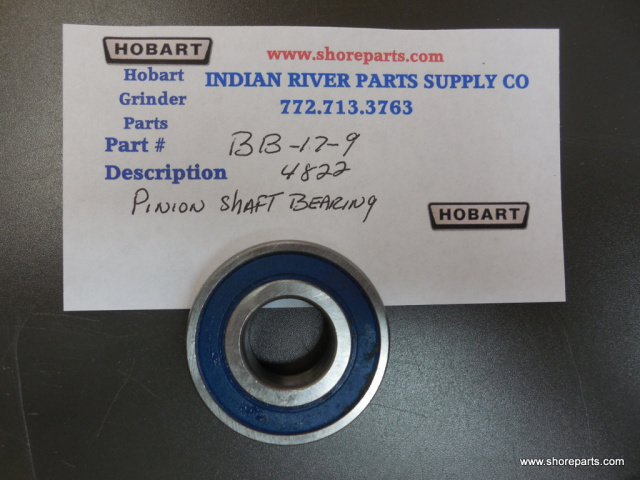 HOBART
www.shoreparts.com
Hobart
Grinder
Parts
INDIAN RIVER PARTS SUPPLY CO
772.713.3763
Part # BB-17-9
Description 4822
PINION SHAFT BEARING
HOBART
www.shoreparts.com